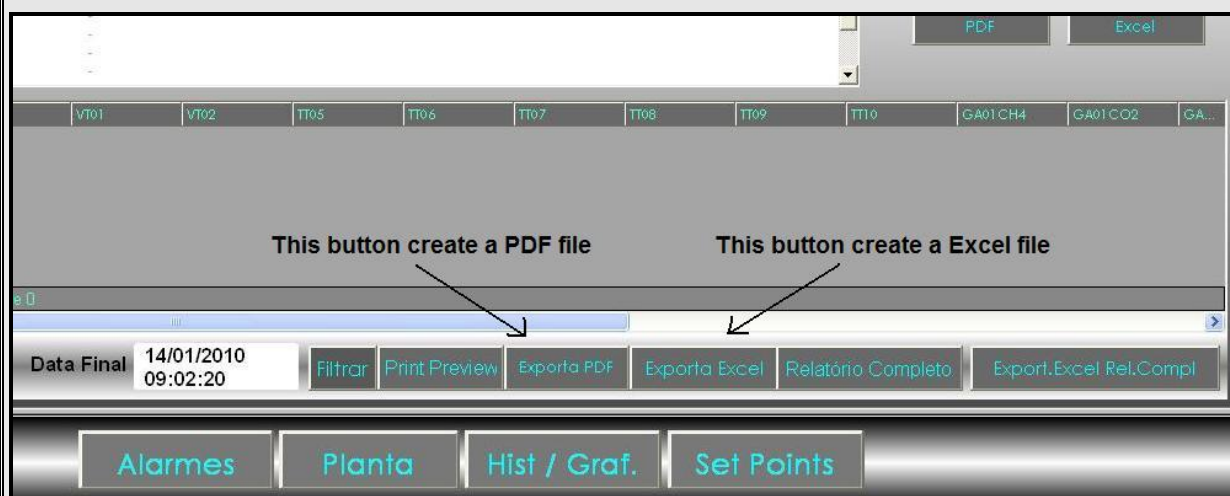 PDF Excel
VT01 VT02 TT05 TT06 TT07 TT08 TT09 TT10 GA01CH4 GA01CO2 GA...
This button create a PDF file This button create a Excel file
e 0
Data Final 14/01/2010
09:02:20
Filtrar Print Preview Exporta PDF Exporta Excel Relatório Completo Export.Excel Rel.Compl
Alarmes Planta Hist / Graf. Set Points